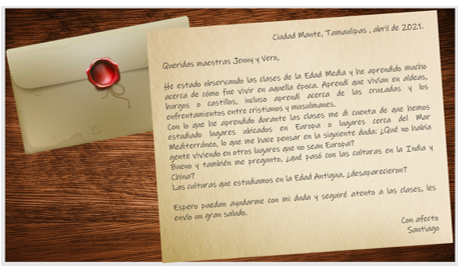 Ciudad Mante, Tamaulipas , abril de 2021.
Queridas maestras Jenny y Vero,
He estado observando las clases de la Edad Media y he aprendido mucho
acerca de cómo fue vivir en aquella época. Aprendí que vivían en aldeas,
burgos o castillos, incluso aprendí acerca de las cruzadas y los
enfrentamientos entre cristianos y musulmanes.
Con lo que he aprendido durante las clases me di cuenta de que hemos
estudiado lugares ubicados en Europa o lugares cerca del Mar
Mediterráneo, lo que me hace pensar en la siguiente duda: ¿Qué no había
gente viviendo en otros lugares que no sean Europa?
Bueno y también me pregunto, ¿qué pasó con las culturas en la India y
China?
Las culturas que estudiamos en la Edad Antigua, ¿desaparecieron?
Espero puedan ayudarme con mi duda y seguiré atento a las clases, les
envío un gran saludo.
Con afecto
Santiago